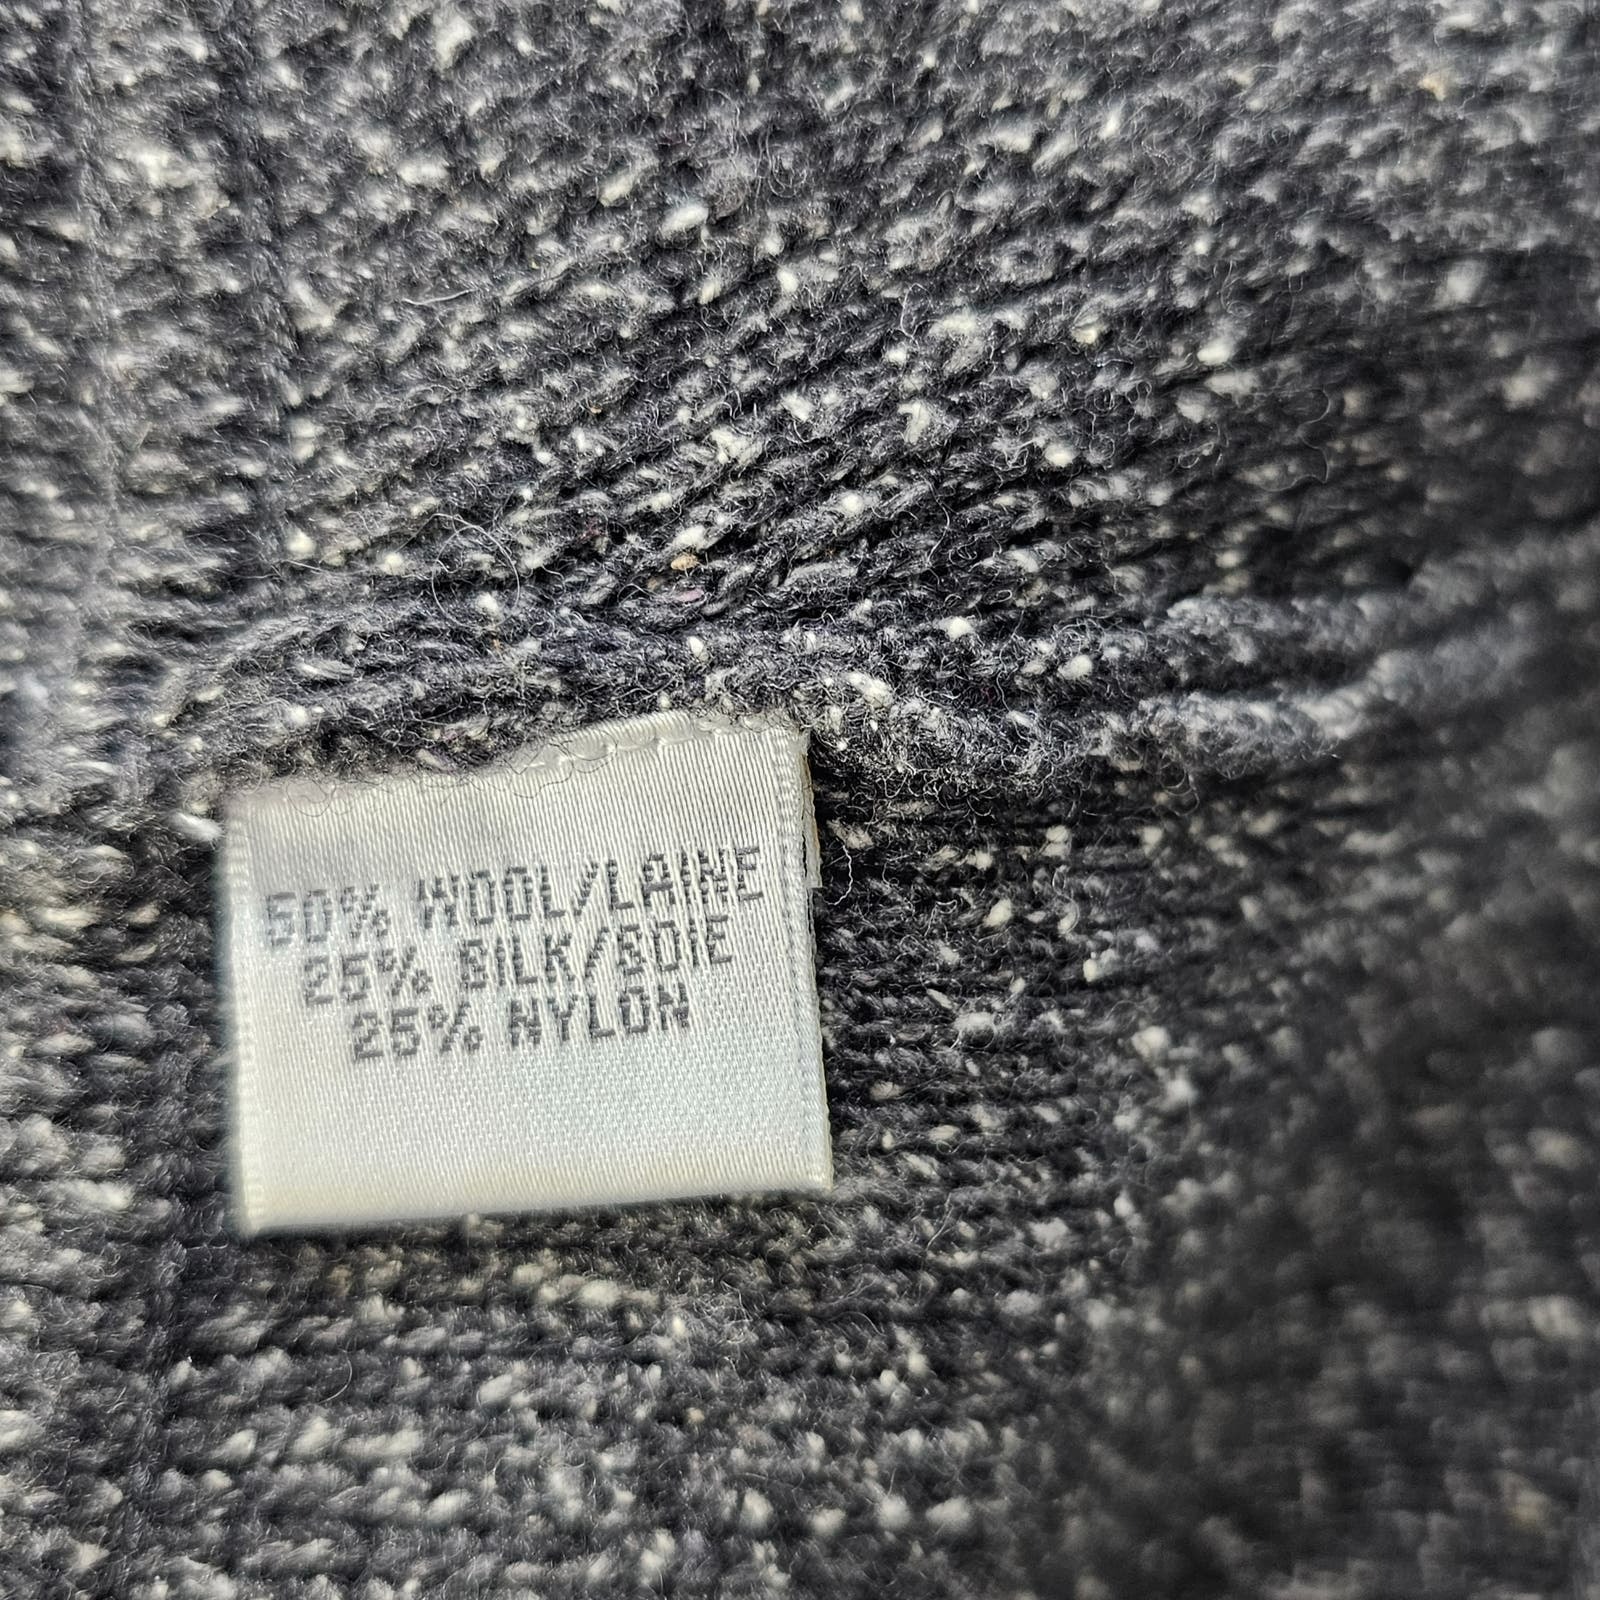 50% WOOL/LAINE
25% SILK/SOIE
25% NYLON